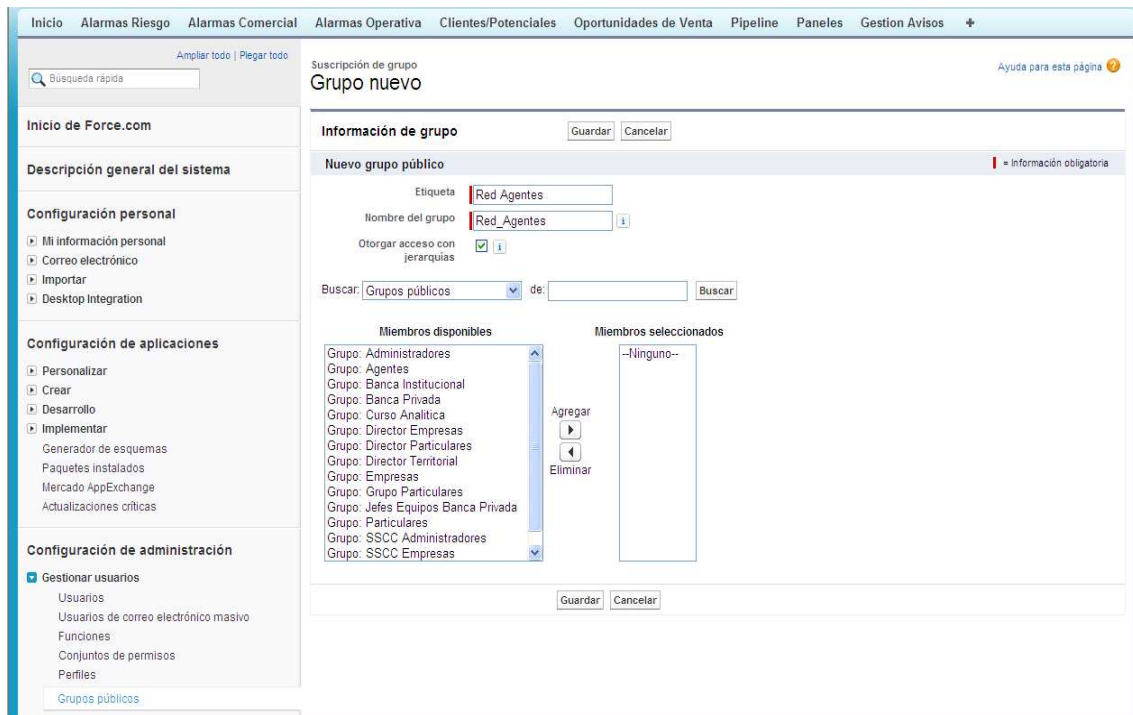 Inicio Alarmas Riesgo Alarmas Comercial Alarmas Operativa Clientes/Potenciales Oportunidades de Venta Pipeline Paneles Gestion Avisos +
Ampliar todo | Plegar todo
Búsqueda rápida
Inicio de Force.com
Descripción general del sistema
Configuración personal
Mi información personal
Correo electrónico
Importar
Desktop Integration
Configuración de aplicaciones
Personalizar
Crear
Desarrollo
Implementar
Generador de esquemas
Paquetes instalados
Mercado AppExchange
Actualizaciones críticas
Configuración de administración
Gestionar usuarios
Usuarios
Usuarios de correo electrónico masivo
Funciones
Conjuntos de permisos
Perfiles
Grupos públicos
Suscripción de grupo
Grupo nuevo
Ayuda para esta página ?
Información de grupo Guardar Cancelar
Nuevo grupo público = Información obligatoria
Etiqueta Red Agentes
Nombre del grupo Red_Agentes i
Otorgar acceso con
jerarquías i
Buscar: Grupos públicos de: Buscar
Miembros disponibles
Grupo: Administradores
Grupo: Agentes
Grupo: Banca Institucional
Grupo: Banca Privada
Grupo: Curso Analitica
Grupo: Director Empresas
Grupo: Director Particulares
Grupo: Director Territorial
Grupo: Empresas
Grupo: Grupo Particulares
Grupo: Jefes Equipos Banca Privada
Grupo: Particulares
Grupo: SSCC Administradores
Grupo: SSCC Empresas
Agregar
Eliminar
Miembros seleccionados
--Ninguno--
Guardar Cancelar